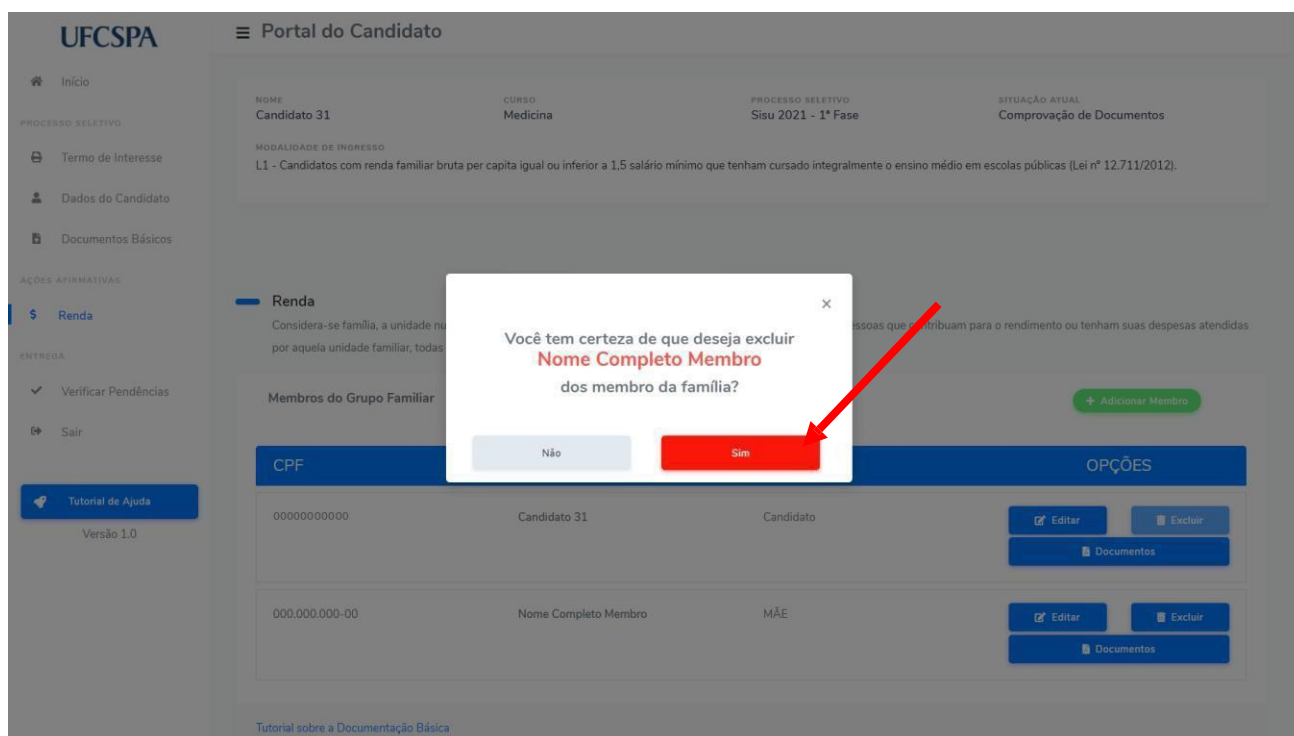 UFCSPA
Portal do Candidato
Início
PROCESSO SELETIVO
Termo de Interesse
Dados do Candidato
Documentos Básicos
AÇÕES AFIRMATIVAS
Renda
ENTREGA
Verificar Pendências
Sair
Tutorial de Ajuda
Versão 1.0
NOME
Candidato 31
CURSO
Medicina
PROCESSO SELETIVO
Sisu 2021 - 1ª Fase
SITUAÇÃO ATUAL
Comprovação de Documentos
MODALIDADE DE INGRESSO
L1 - Candidatos com renda familiar bruta per capita igual ou inferior a 1,5 salário mínimo que tenham cursado integralmente o ensino médio em escolas públicas (Lei nº 12.711/2012).
Renda
Considera-se família, a unidade ssoas que contribuam para o rendimento ou tenham suas despesas atendidas
por aquela unidade familiar, todas
Você tem certeza de que deseja excluir
Nome Completo Membro
dos membro da família?
Não
Sim
Membros do Grupo Familiar
+ Adicionar Membro
CPF
OPÇÕES
00000000000
Candidato 31
Candidato
Editar
Excluir
Documentos
000.000.000-00
Nome Completo Membro
MÃE
Editar
Excluir
Documentos
Tutorial sobre a Documentação Básica